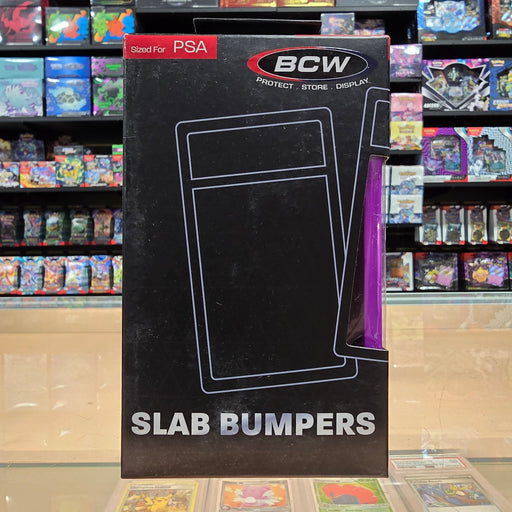 Sized For PSA
BCW
PROTECT . STORE . DISPLAY.
SLAB BUMPERS